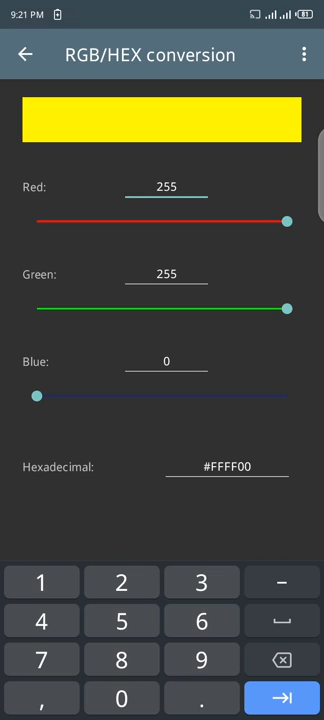 9:21 PM 81
RGB/HEX conversion
Red: 255
Green: 255
Blue: 0
Hexadecimal: #FFFF00
1 2 3 –
4 5 6
7 8 9
, 0 .